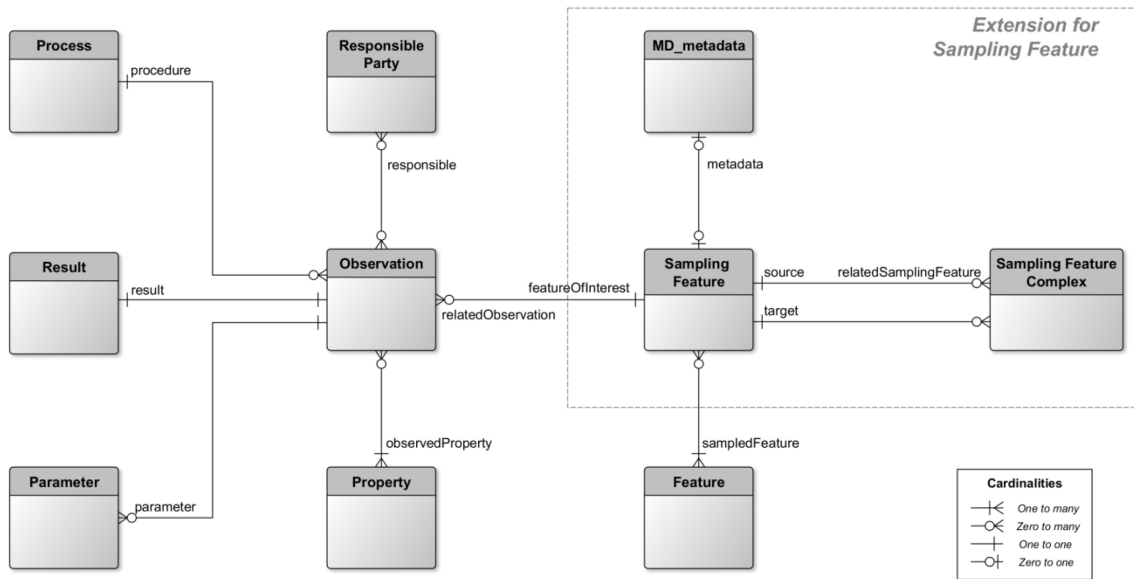 Extension for
Sampling Feature
Process
Responsible
Party
MD_metadata
procedure
responsible
metadata
Result
Observation
Sampling
Feature
Sampling Feature
Complex
result
featureOfInterest
relatedObservation
source
relatedSamplingFeature
target
observedProperty
sampledFeature
Parameter
parameter
Property
Feature
Cardinalities
One to many
Zero to many
One to one
Zero to one